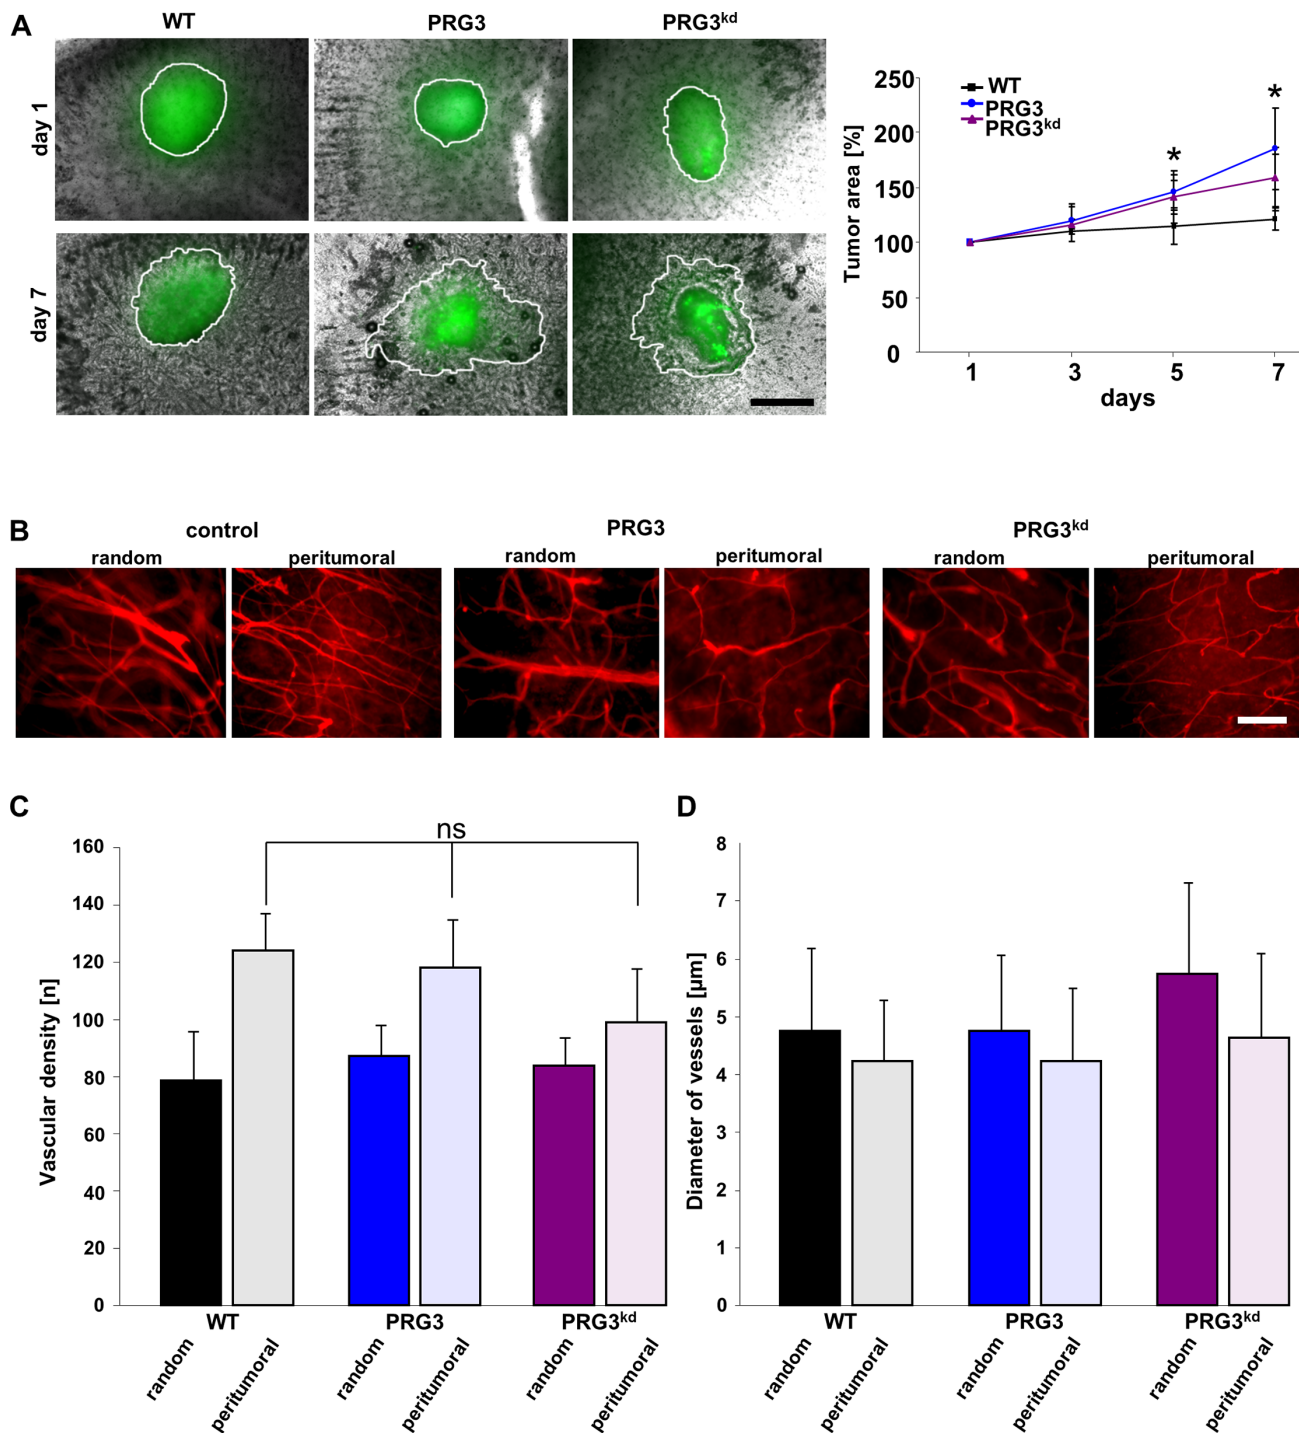 A
WT
PRG3
PRG3kd
day 1
day 7
Tumor area [%]
250
200
150
100
50
0
WT
PRG3
PRG3kd
*
*
1 3 5 7
days
B
control
PRG3
PRG3kd
random
peritumoral
random
peritumoral
random
peritumoral
C
Vascular density [n]
160
140
120
100
80
60
40
20
0
ns
WT
PRG3
PRG3kd
random
peritumoral
random
peritumoral
random
peritumoral
D
Diameter of vessels [µm]
8
7
6
5
4
3
2
1
0
WT
PRG3
PRG3kd
random
peritumoral
random
peritumoral
random
peritumoral